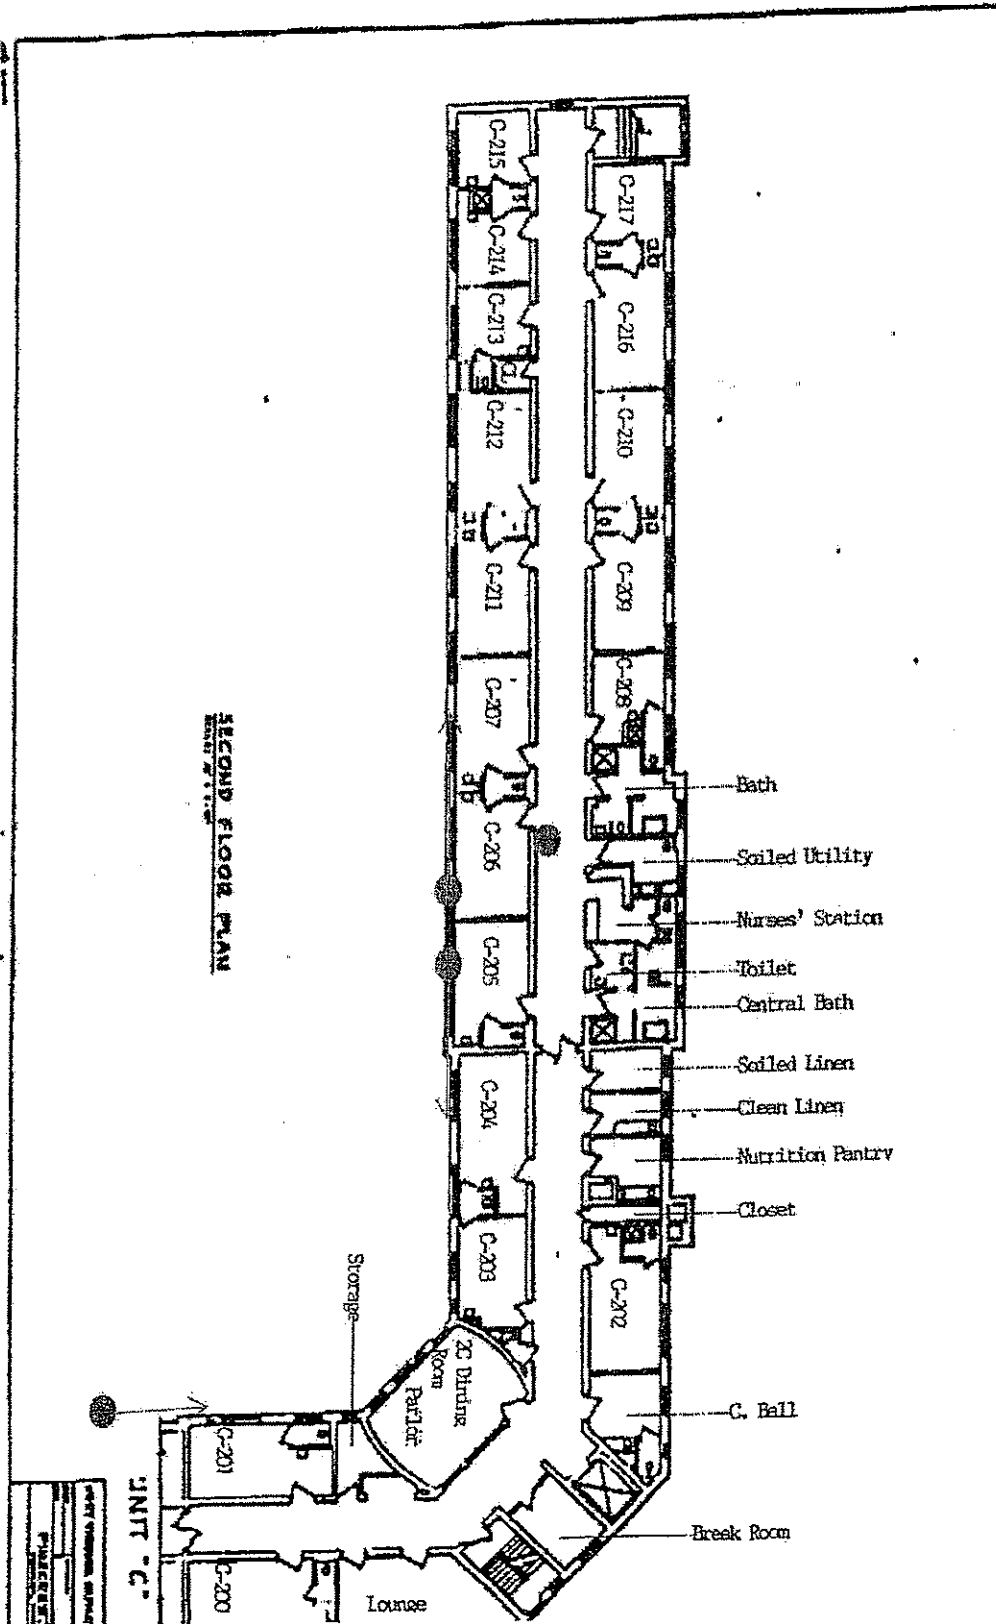 C-215
C-217
C-214
C-213
C-216
CL
C-212
C-210
C-211
C-209
C-208
C-207
Bath
C-206
Soiled Utility
Nurses' Station
C-205
Toilet
Central Bath
Soiled Linen
C-204
Clean Linen
Nutrition Pantry
Closet
C-203
C-202
Storage
2C Dining
Room
Parlor
C. Ball
C-201
Break Room
C-200
Lounge
SECOND FLOOR PLAN
UNIT "C"